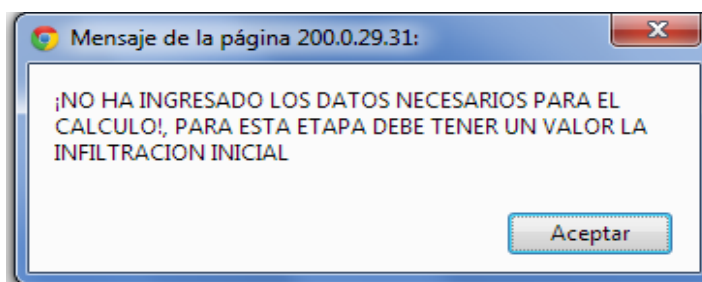 Mensaje de la página 200.0.29.31:
¡NO HA INGRESADO LOS DATOS NECESARIOS PARA EL
CALCULO!, PARA ESTA ETAPA DEBE TENER UN VALOR LA
INFILTRACION INICIAL
Aceptar